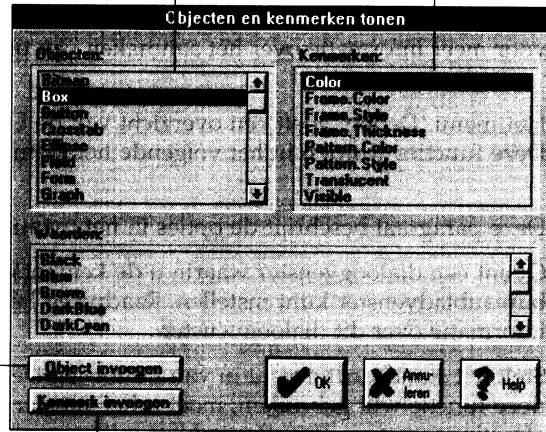 Objecten en kenmerken tonen
Objecten:
Kenmerken:
Bitmap
Box
Button
Crosstab
Ellipse
Field
Form
Graph
Color
Frame.Color
Frame.Style
Frame.Thickness
Pattern.Color
Pattern.Style
Translucent
Visible
Waarden:
Black
Blue
Brown
DarkBlue
DarkCyan
Object invoegen
Kenmerk invoegen
OK
Annu-
leren
Help